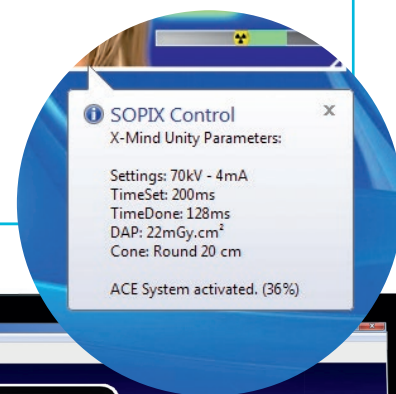 SOPIX Control
X-Mind Unity Parameters:
Settings: 70kV - 4mA
TimeSet: 200ms
TimeDone: 128ms
DAP: 22mGy.cm²
Cone: Round 20 cm
ACE System activated. (36%)